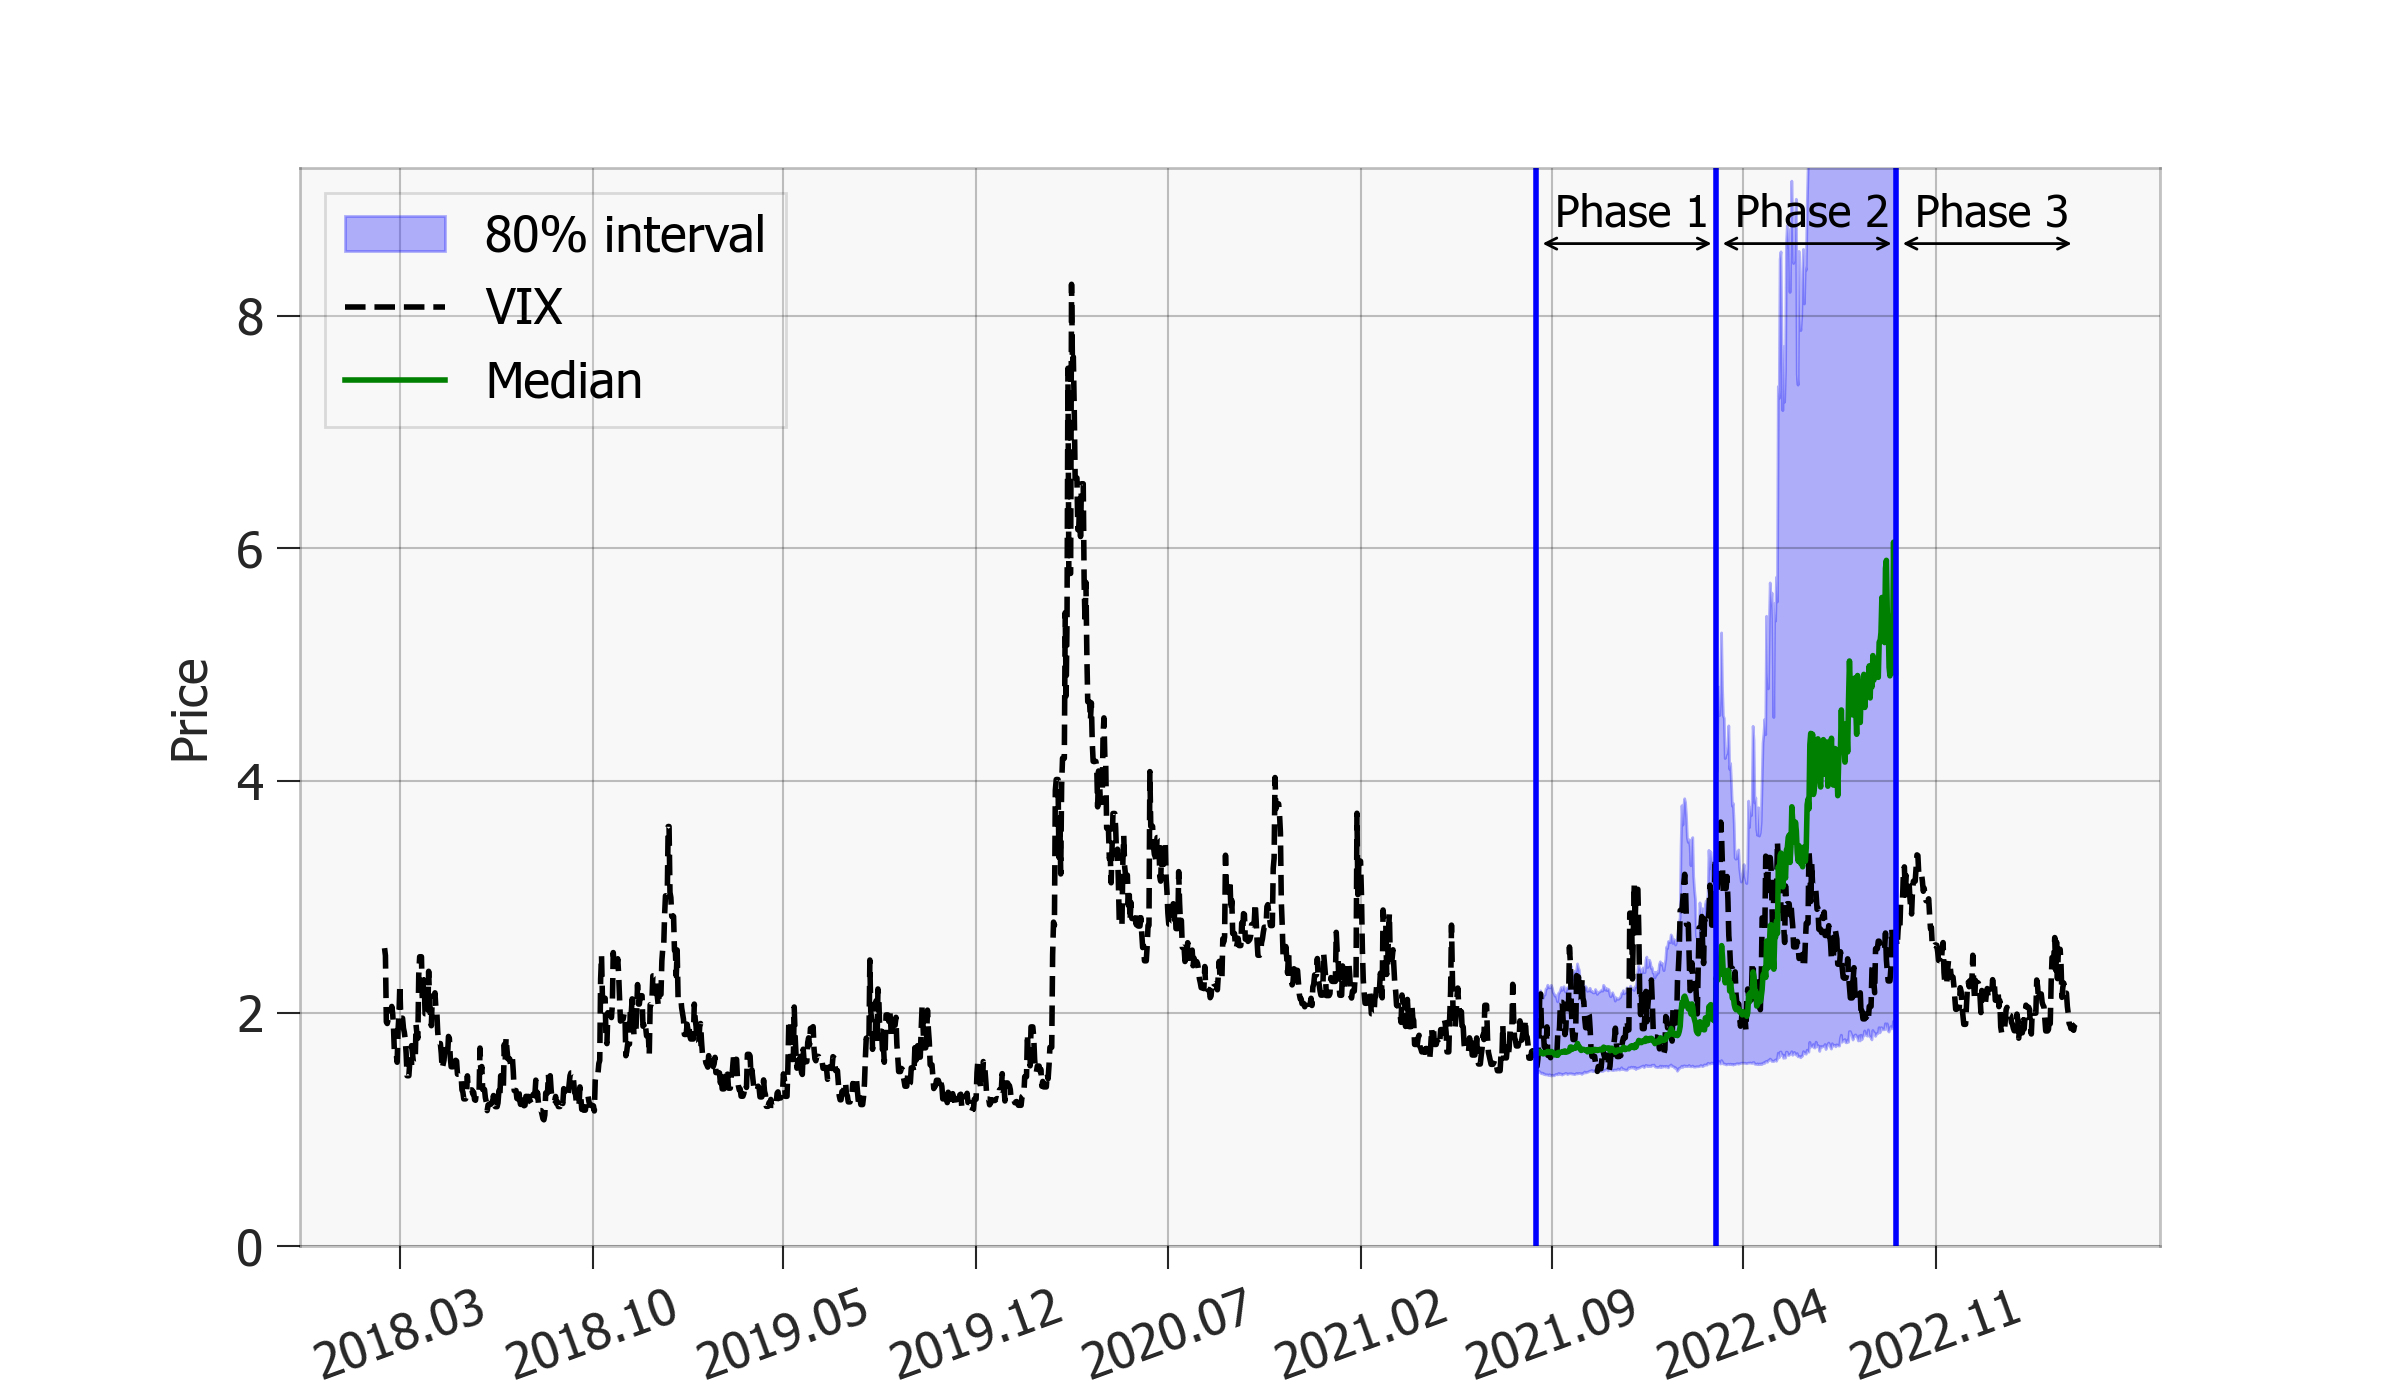 80% interval
VIX
Median
Phase 1
Phase 2
Phase 3
Price
8
6
4
2
0
2018.03
2018.10
2019.05
2019.12
2020.07
2021.02
2021.09
2022.04
2022.11